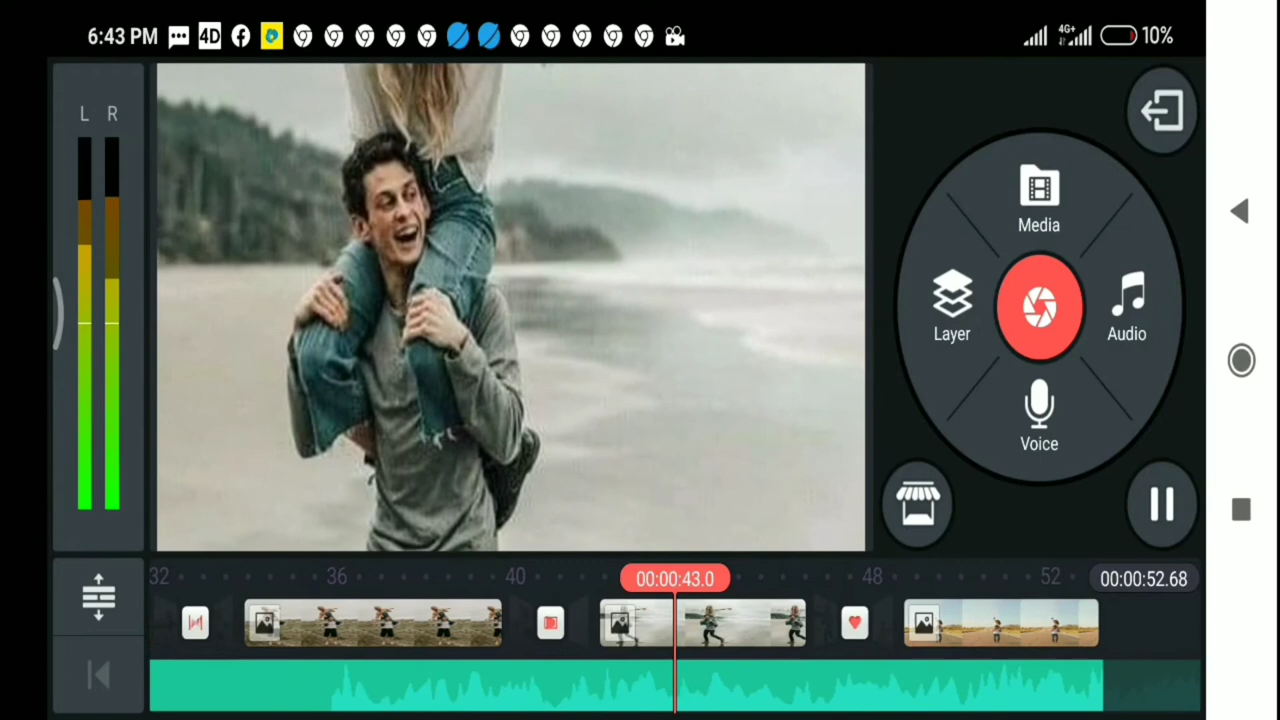 6:43 PM 4D 4G+ 10%
L R
Media
Layer
Audio
Voice
32 36 40 00:00:43.0 48 52 00:00:52.68